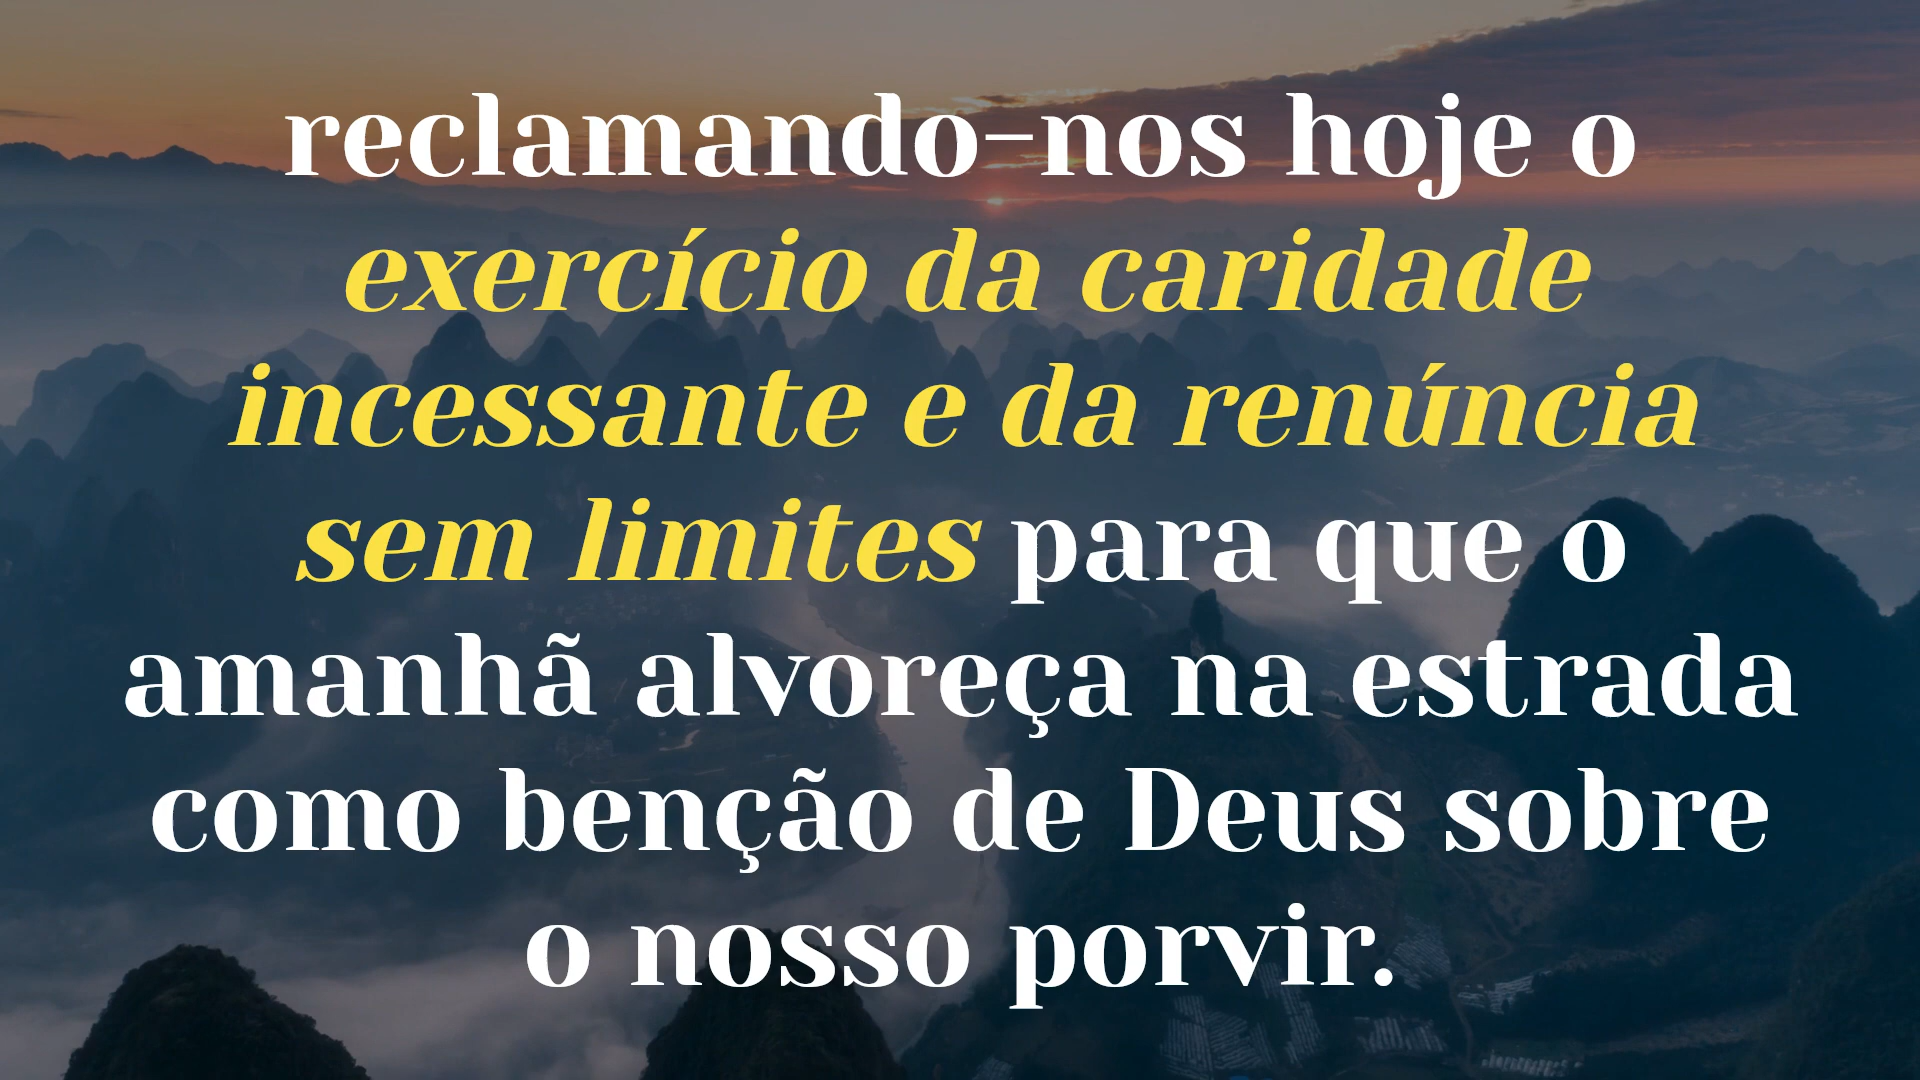 reclamando-nos hoje o
exercício da caridade
incessante e da renúncia
sem limites para que o
amanhã alvoreça na estrada
como benção de Deus sobre
o nosso porvir.